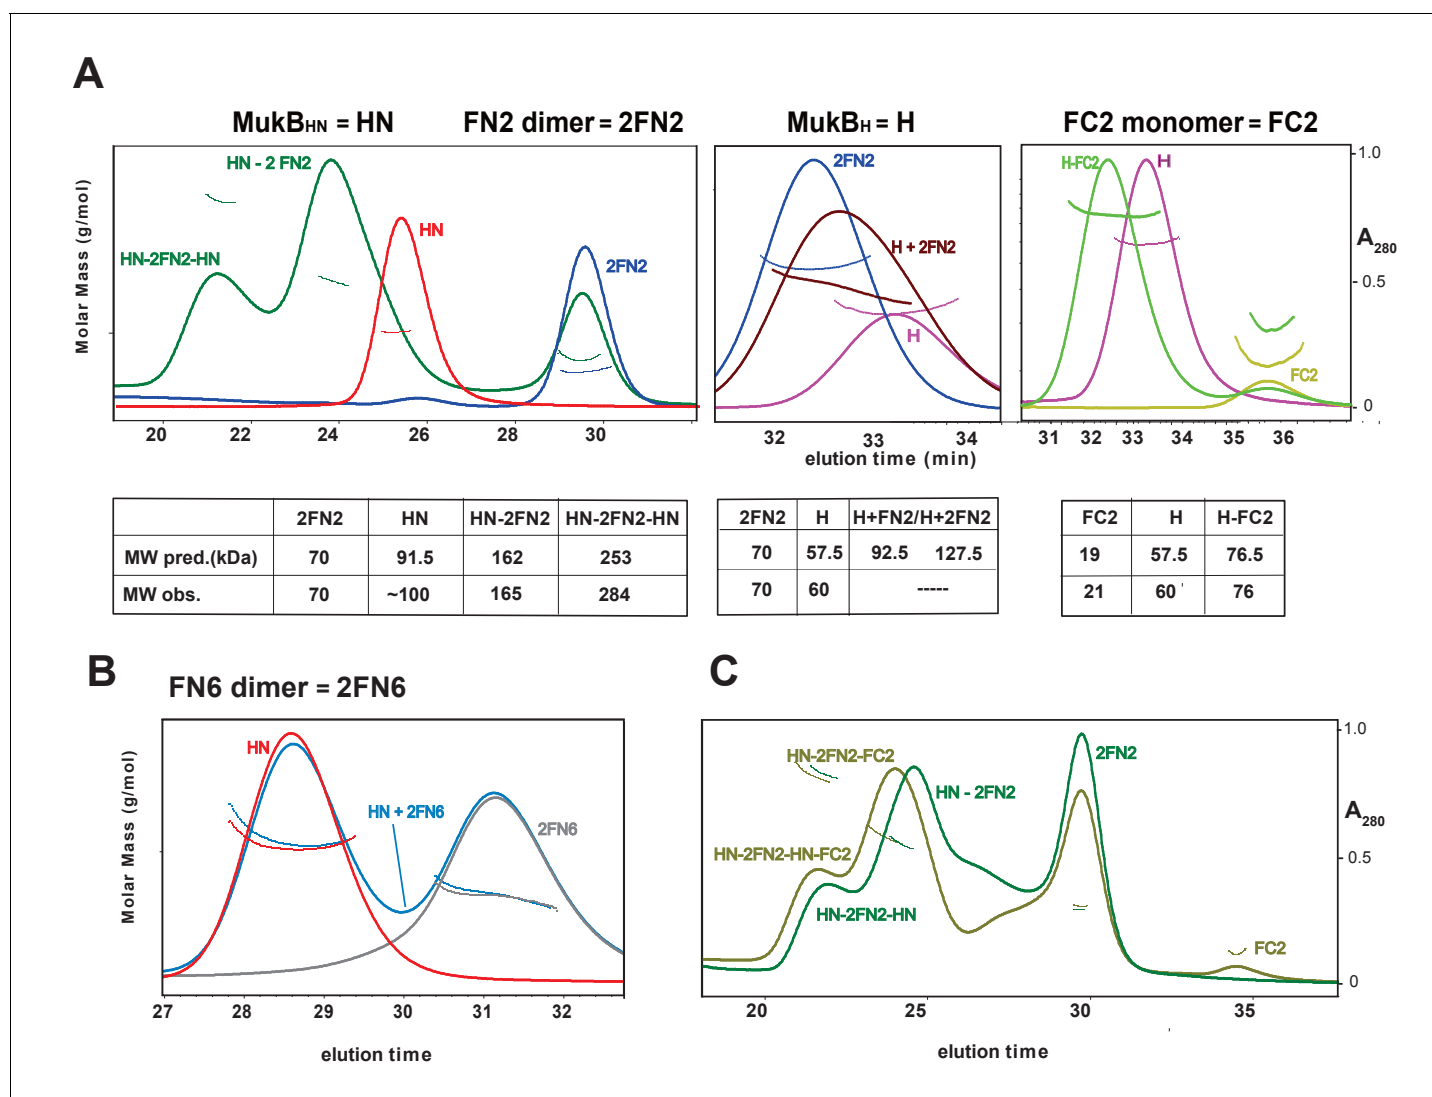 A
MukBHN = HN
FN2 dimer = 2FN2
MukBH = H
FC2 monomer = FC2
Molar Mass (g/mol)
HN - 2 FN2
HN-2FN2-HN
HN
2FN2
20 22 24 26 28 30
2FN2
H + 2FN2
H
32 33 34
elution time (min)
H-FC2
H
FC2
31 32 33 34 35 36
1.0
A280
0.5
0
2FN2 HN HN-2FN2 HN-2FN2-HN
MW pred.(kDa) 70 91.5 162 253
MW obs. 70 ~100 165 284
2FN2 H H+FN2/H+2FN2
70 57.5 92.5 127.5
70 60 -----
FC2 H H-FC2
19 57.5 76.5
21 60 76
B
FN6 dimer = 2FN6
Molar Mass (g/mol)
HN
HN + 2FN6
2FN6
27 28 29 30 31 32
elution time
C
HN-2FN2-FC2
HN - 2FN2
2FN2
HN-2FN2-HN-FC2
HN-2FN2-HN
FC2
20 25 30 35
elution time
1.0
A280
0.5
0